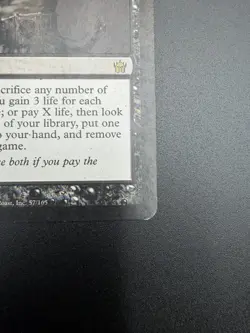 crifice any number of
u gain 3 life for each
; or pay X life, then look
of your library, put one
o your hand, and remove
game.
e both if you pay the
Coast, Inc. 57/165